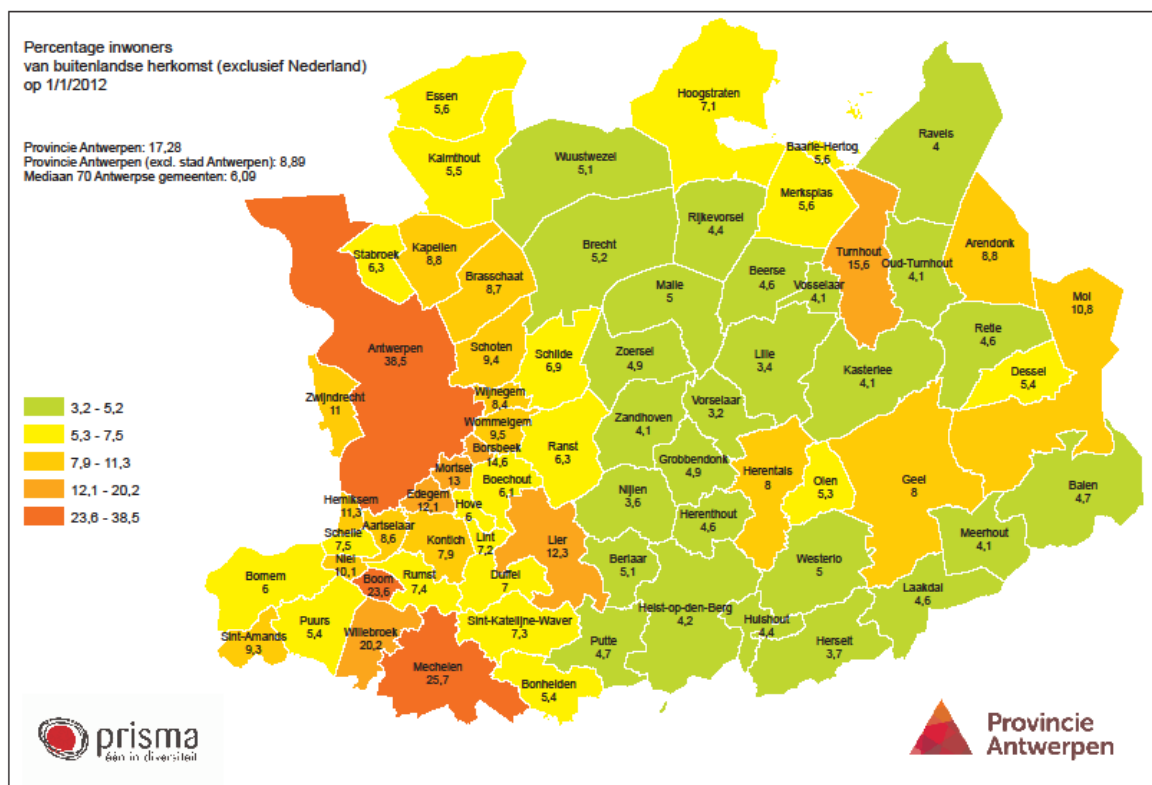 Percentage inwoners
van buitenlandse herkomst (exclusief Nederland)
op 1/1/2012
Provincie Antwerpen: 17,28
Provincie Antwerpen (excl. stad Antwerpen): 8,89
Mediaan 70 Antwerpse gemeenten: 6,09
Essen
5,6
Kalmthout
5,5
Hoogstraten
7,1
Wuustwezel
5,1
Baarle-Hertog
5,6
Ravels
4
Merksplas
5,6
Rijkevorsel
4,4
Stabroek
6,3
Kapellen
8,8
Brasschaat
8,7
Brecht
5,2
Malle
5
Beerse
4,6
Vosselaar
4,1
Turnhout
15,6
Oud-Turnhout
4,1
Arendonk
8,8
Mol
10,8
Retie
4,6
Dessel
5,4
Antwerpen
38,5
Schoten
9,4
Schilde
6,9
Zoersel
4,9
Lille
3,4
Kasterlee
4,1
Zwijndrecht
11
Wijnegem
8,4
Wommelgem
9,5
Borsbeek
14,6
Mortsel
13
Ranst
6,3
Zandhoven
4,1
Vorselaar
3,2
Grobbendonk
4,9
Herentals
8
Olen
5,3
Geel
8
Balen
4,7
Edegem
12,1
Boechout
6,1
Hove
6
Nijlen
3,6
Herenthout
4,6
Meerhout
4,1
Hemiksem
11,3
Schelle
7,5
Aartselaar
8,6
Kontich
7,9
Lint
7,2
Lier
12,3
Berlaar
5,1
Westerlo
5
Laakdal
4,6
Niel
10,1
Boom
23,6
Rumst
7,4
Duffel
7
Bornem
6
Puurs
5,4
Sint-Amands
9,3
Willebroek
20,2
Mechelen
25,7
Sint-Katelijne-Waver
7,3
Bonheiden
5,4
Putte
4,7
Heist-op-den-Berg
4,2
Hulshout
4,4
Herselt
3,7
3,2 - 5,2
5,3 - 7,5
7,9 - 11,3
12,1 - 20,2
23,6 - 38,5
prisma
één in diversiteit
Provincie
Antwerpen